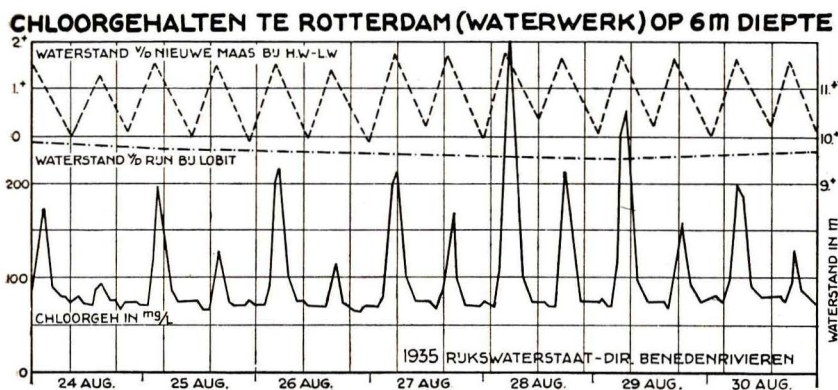 CHLOORGEHALTEN TE ROTTERDAM (WATERWERK) OP 6 M DIEPTE
2+
WATERSTAND V/D NIEUWE MAAS BIJ H.W-LW
1+
11+
0
10+
WATERSTAND V/D RIJN BIJ LOBIT
200
9+
100
CHLOORGEH IN mg/L
WATERSTAND IN M
0
1935 RIJKSWATERSTAAT-DIR. BENEDENRIVIEREN
24 AUG. 25 AUG. 26 AUG. 27 AUG. 28 AUG. 29 AUG. 30 AUG.